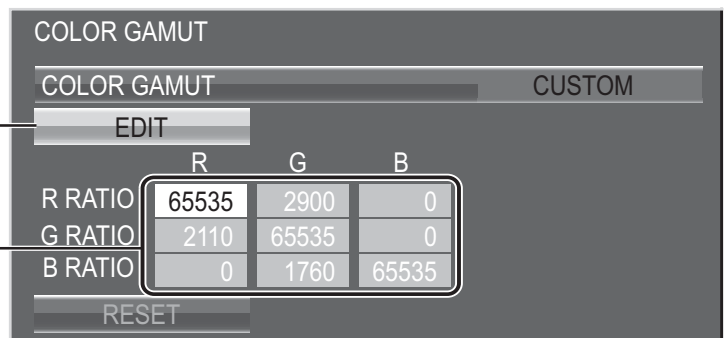 COLOR GAMUT
COLOR GAMUT CUSTOM
EDIT
R G B
R RATIO 65535 2900 0
G RATIO 2110 65535 0
B RATIO 0 1760 65535
RESET